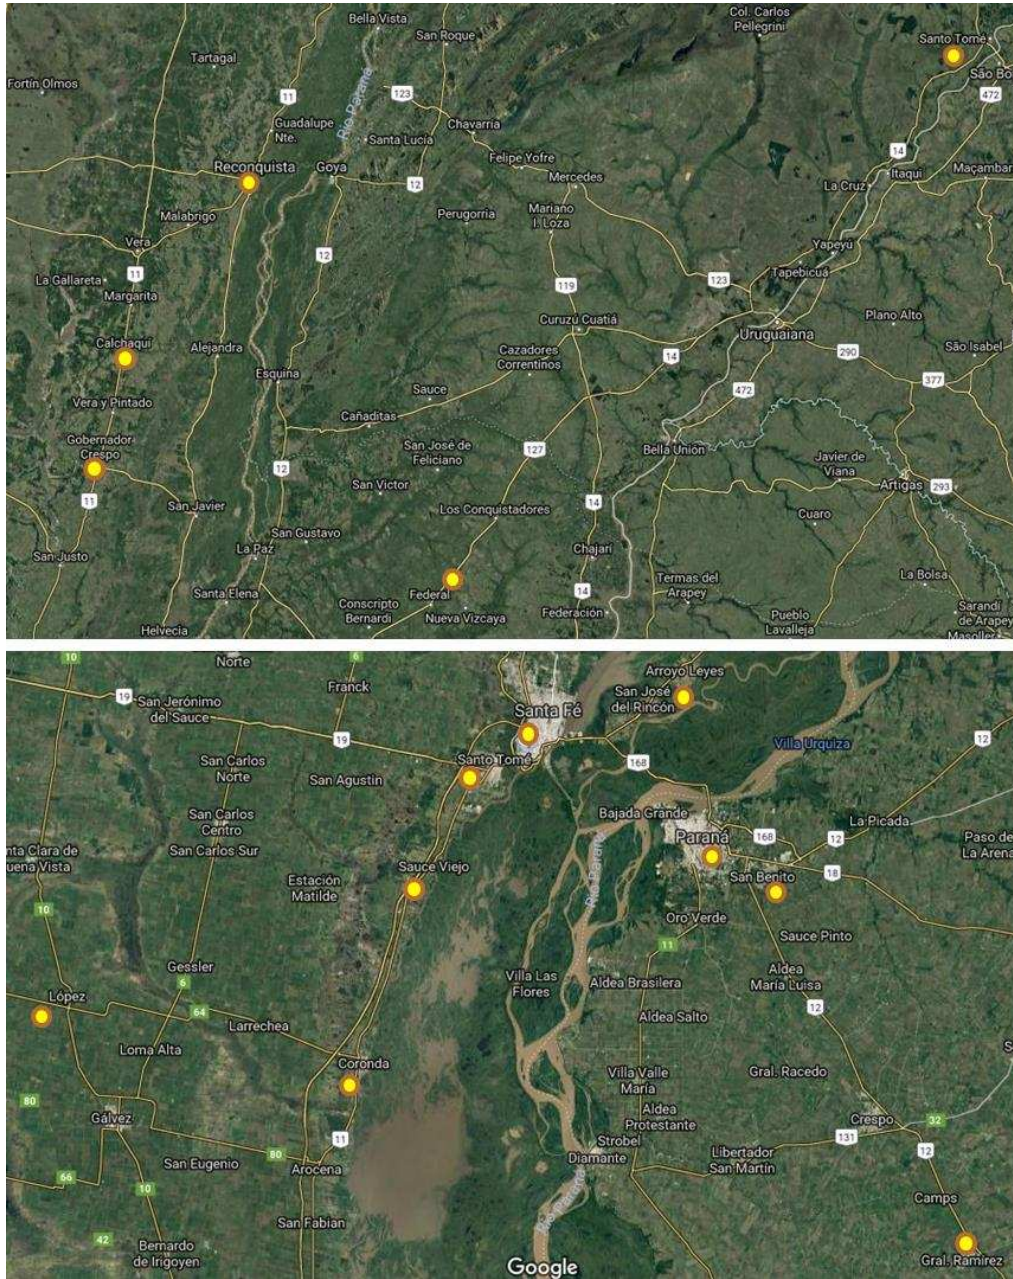 Bella Vista
San Roque
Col. Carlos
Pellegrini
Santo Tomé
Tartagal
Fortín Olmos
São Bo
11
Río Paraná
123
472
Guadalupe
Nte.
Santa Lucía
Chavarría
14
Felipe Yofre
Reconquista
Goya
12
Mercedes
La Cruz
Itaqui
Maçambar
Malabrigo
Perugorría
Mariano
I. Loza
Vera
12
Yapeyú
11
La Gallareta
Margarita
Tapebicuá
119
123
Plano Alto
Curuzú Cuatiá
Uruguaiana
Calchaquí
Alejandra
Cazadores
Correntinos
14
290
São Isabel
Esquina
Sauce
472
377
Vera y Pintado
Cañaditas
Gobernador
Crespo
San José de
Feliciano
127
Bella Unión
Javier de
Viana
12
San Victor
Artigas
293
11
San Javier
Los Conquistadores
14
Cuaro
San Gustavo
San Justo
La Paz
Chajarí
La Bolsa
Santa Elena
Federal
14
Termas del
Arapey
Conscripto
Bernardi
Nueva Vizcaya
Federación
Pueblo
Lavalleja
Sarandi
de Arapey
Helvecia
Masoller
10
Norte
6
Arroyo Leyes
Franck
San José
del Rincón
19
San Jerónimo
del Sauce
Santa Fé
19
12
Villa Urquiza
San Carlos
Norte
San Agustin
Santo Tomé
168
San Carlos
Centro
Bajada Grande
La Picada
Paraná
168
12
Paso de
La Arena
nta Clara de
uena Vista
San Carlos Sur
Río Paraná
Estación
Matilde
Sauce Viejo
San Benito
18
10
Oro Verde
11
Sauce Pinto
Gessler
6
Villa Las
Flores
Aldea Brasilera
Aldea
María Luisa
López
64
12
Larrechea
Aldea Salto
Loma Alta
Coronda
Villa Valle
María
Gral. Racedo
80
Gálvez
Aldea
Protestante
Crespo
32
11
Strobel
131
80
San Eugenio
Arocena
Diamante
Libertador
San Martín
12
66
10
Camps
San Fabian
42
Bernardo
de Irigoyen
Google
Gral. Ramírez